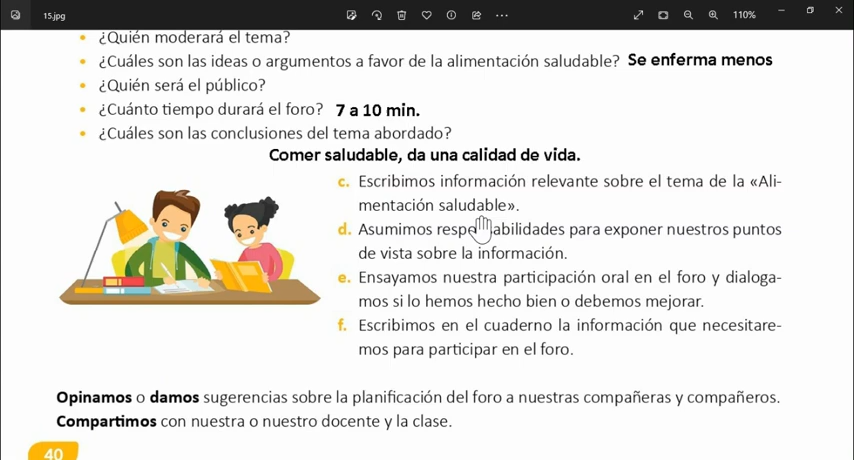 15.jpg
110%
¿Quién moderará el tema?
¿Cuáles son las ideas o argumentos a favor de la alimentación saludable? Se enferma menos
¿Quién será el público?
¿Cuánto tiempo durará el foro? 7 a 10 min.
¿Cuáles son las conclusiones del tema abordado?
Comer saludable, da una calidad de vida.
c. Escribimos información relevante sobre el tema de la «Ali-
mentación saludable».
d. Asumimos responsabilidades para exponer nuestros puntos
de vista sobre la información.
e. Ensayamos nuestra participación oral en el foro y dialoga-
mos si lo hemos hecho bien o debemos mejorar.
f. Escribimos en el cuaderno la información que necesitare-
mos para participar en el foro.
Opinamos o damos sugerencias sobre la planificación del foro a nuestras compañeras y compañeros.
Compartimos con nuestra o nuestro docente y la clase.
40